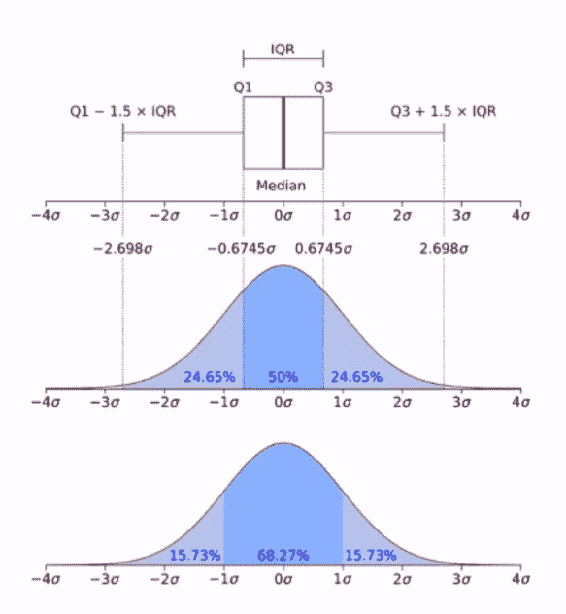 IQR
Q1 Q3
Q1 − 1.5 × IQR Q3 + 1.5 × IQR
Median
−4σ −3σ −2σ −1σ 0σ 1σ 2σ 3σ 4σ
−2.698σ −0.6745σ 0.6745σ 2.698σ
24.65% 50% 24.65%
−4σ −3σ −2σ −1σ 0σ 1σ 2σ 3σ 4σ
15.73% 68.27% 15.73%
−4σ −3σ −2σ −1σ 0σ 1σ 2σ 3σ 4σ